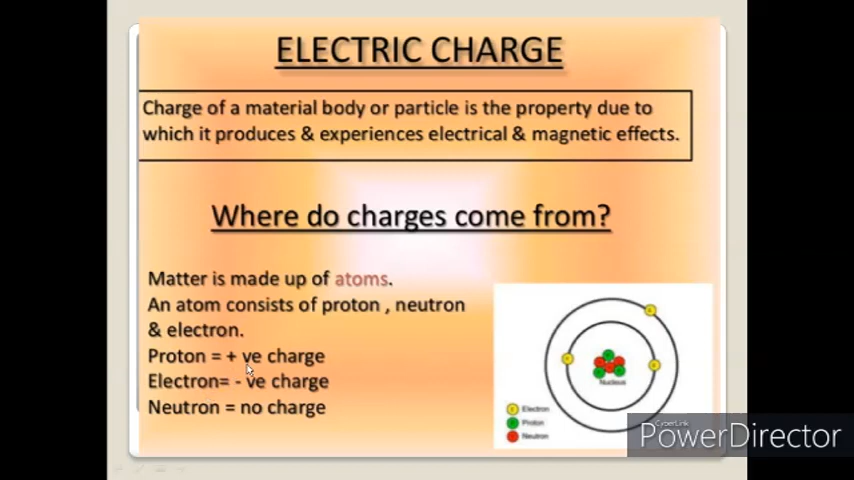 ELECTRIC CHARGE
Charge of a material body or particle is the property due to
which it produces & experiences electrical & magnetic effects.
Where do charges come from?
Matter is made up of atoms.
An atom consists of proton , neutron
& electron.
Proton = + ve charge
Electron= - ve charge
Neutron = no charge
Nucleus
Electron
Proton
Neutron
CyberLink
PowerDirector